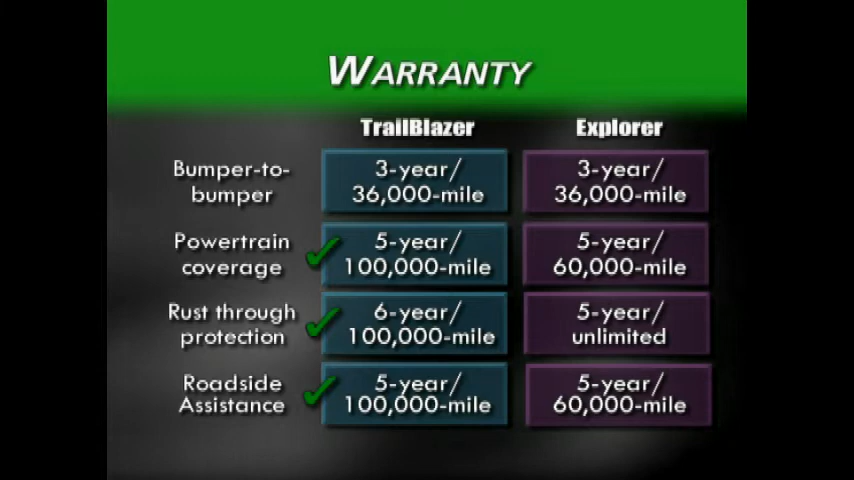 WARRANTY
TrailBlazer Explorer
Bumper-to-
bumper
3-year/
36,000-mile
3-year/
36,000-mile
Powertrain
coverage
5-year/
100,000-mile
5-year/
60,000-mile
Rust through
protection
6-year/
100,000-mile
5-year/
unlimited
Roadside
Assistance
5-year/
100,000-mile
5-year/
60,000-mile